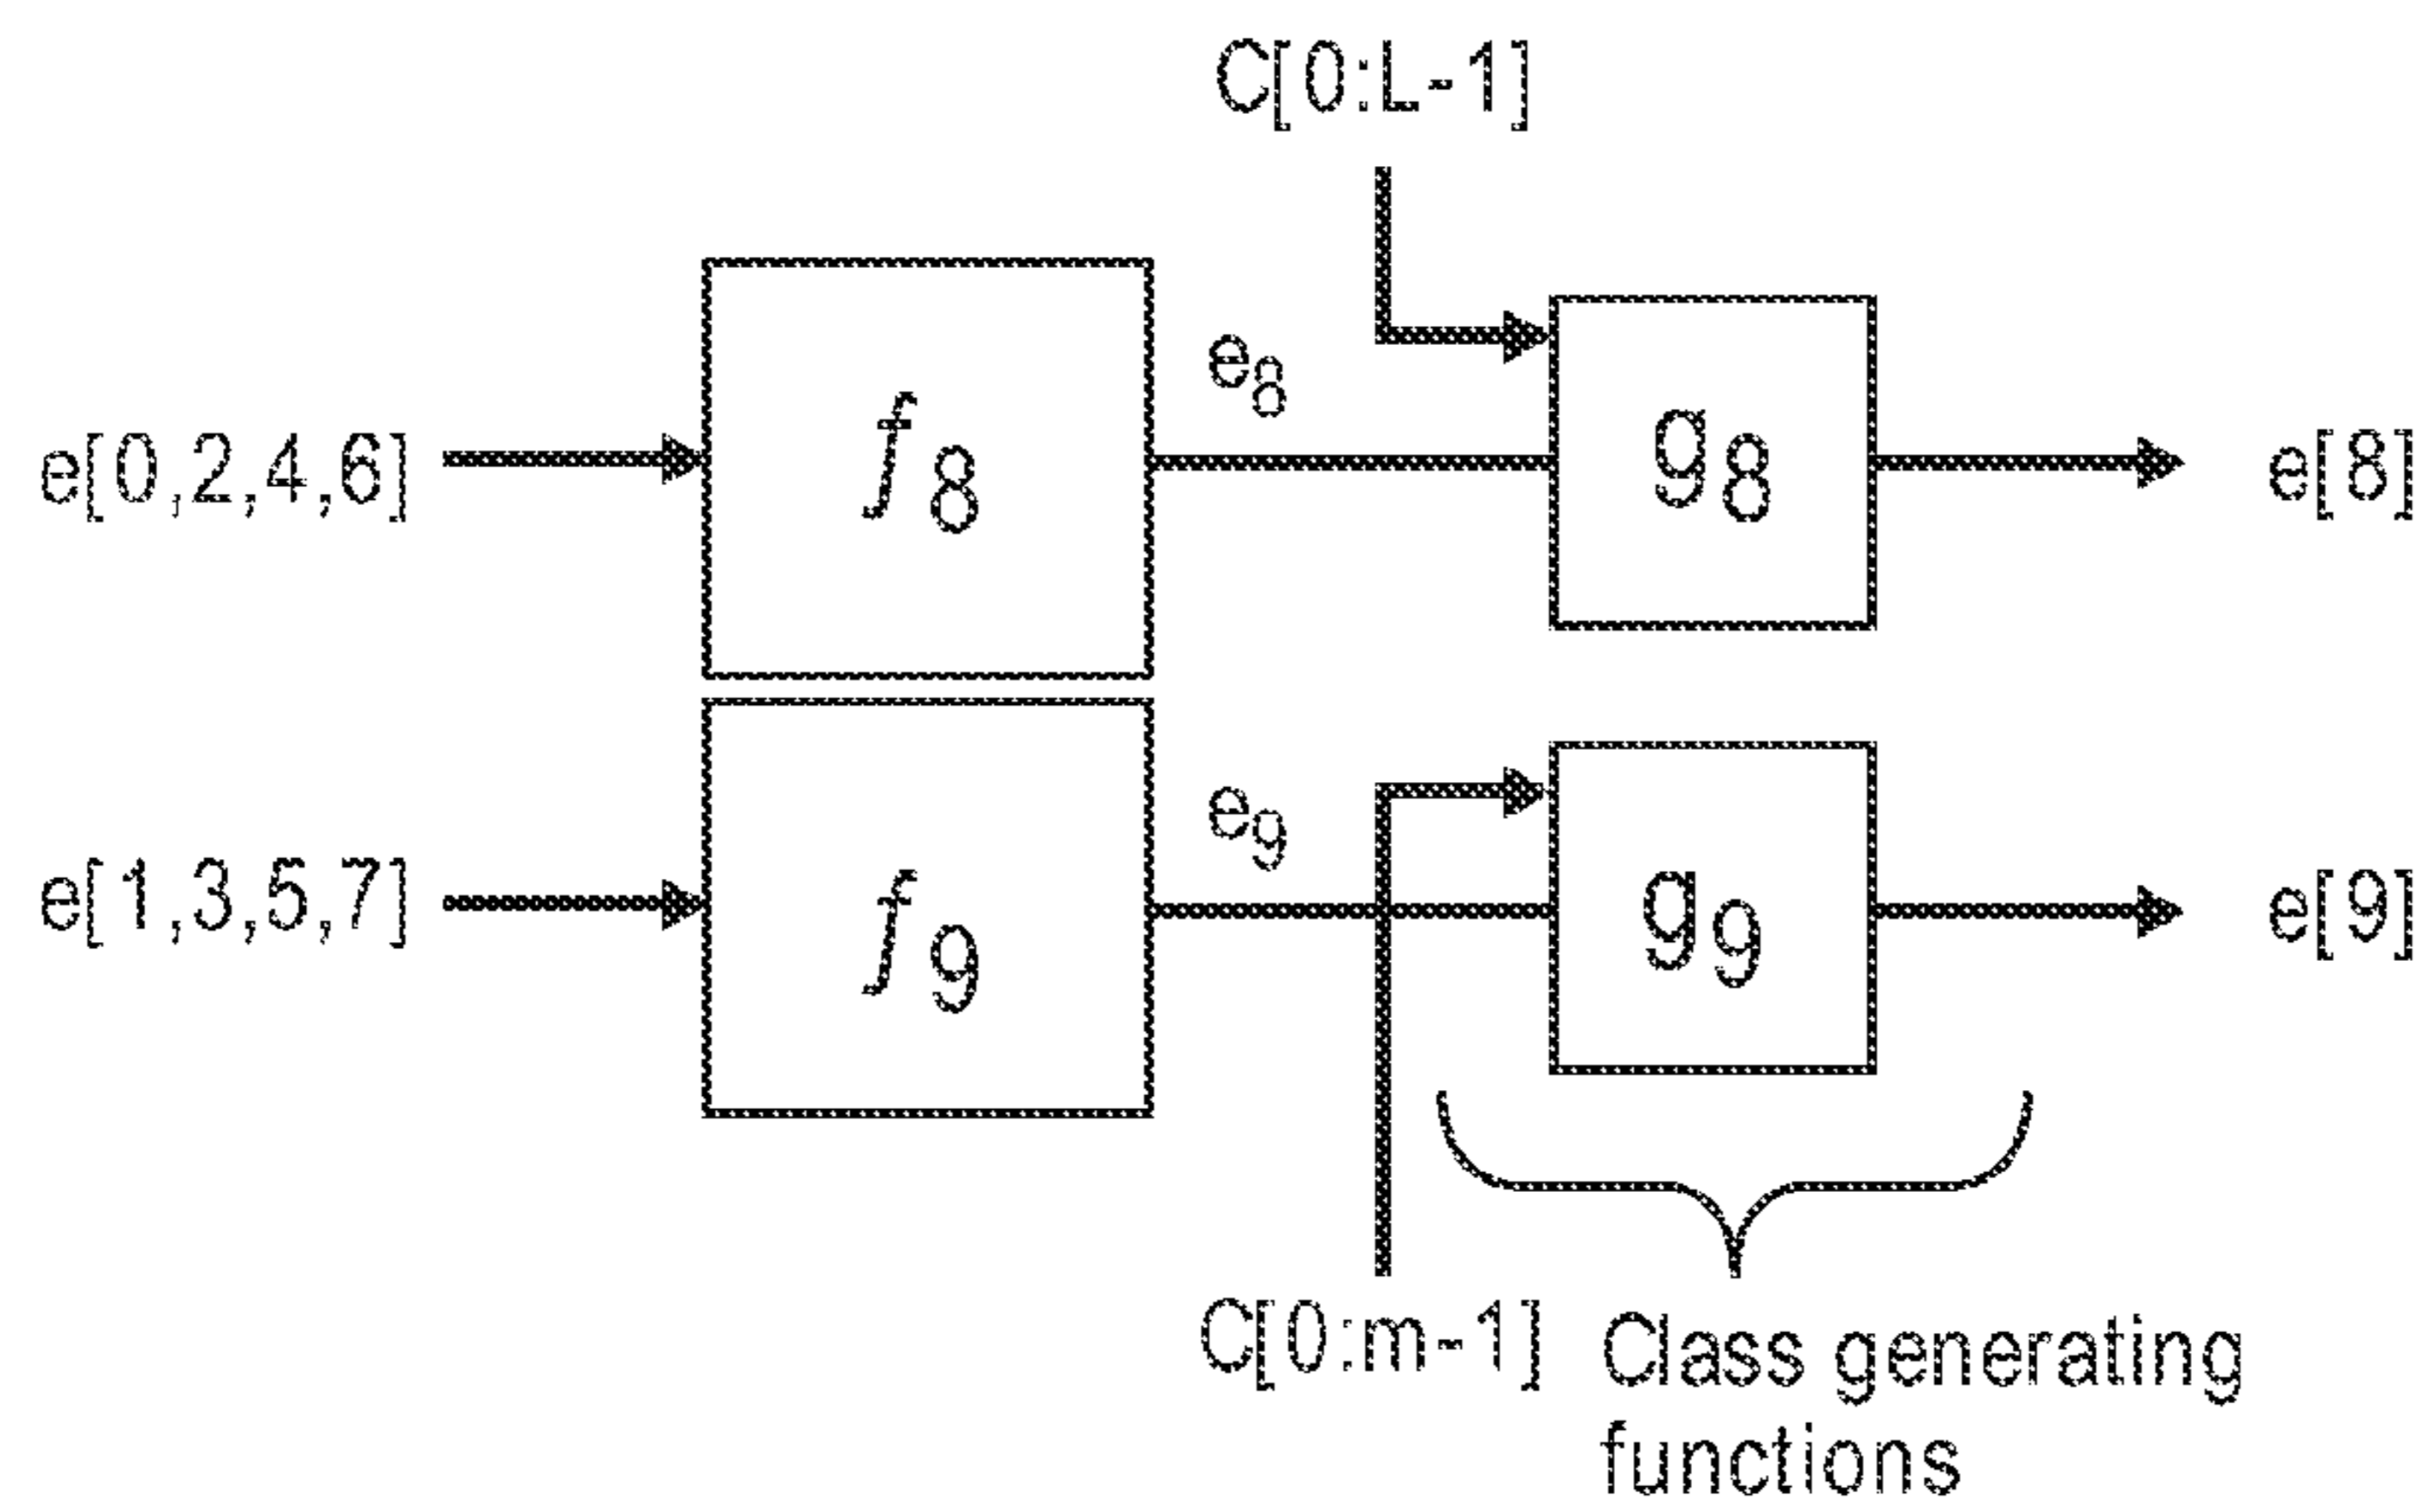 C[0:L-1]
e[0,2,4,6]
f8
e8
g8
e[8]
e[1,3,5,7]
f9
e9
g9
e[9]
C[0:m-1]
Class generating
functions